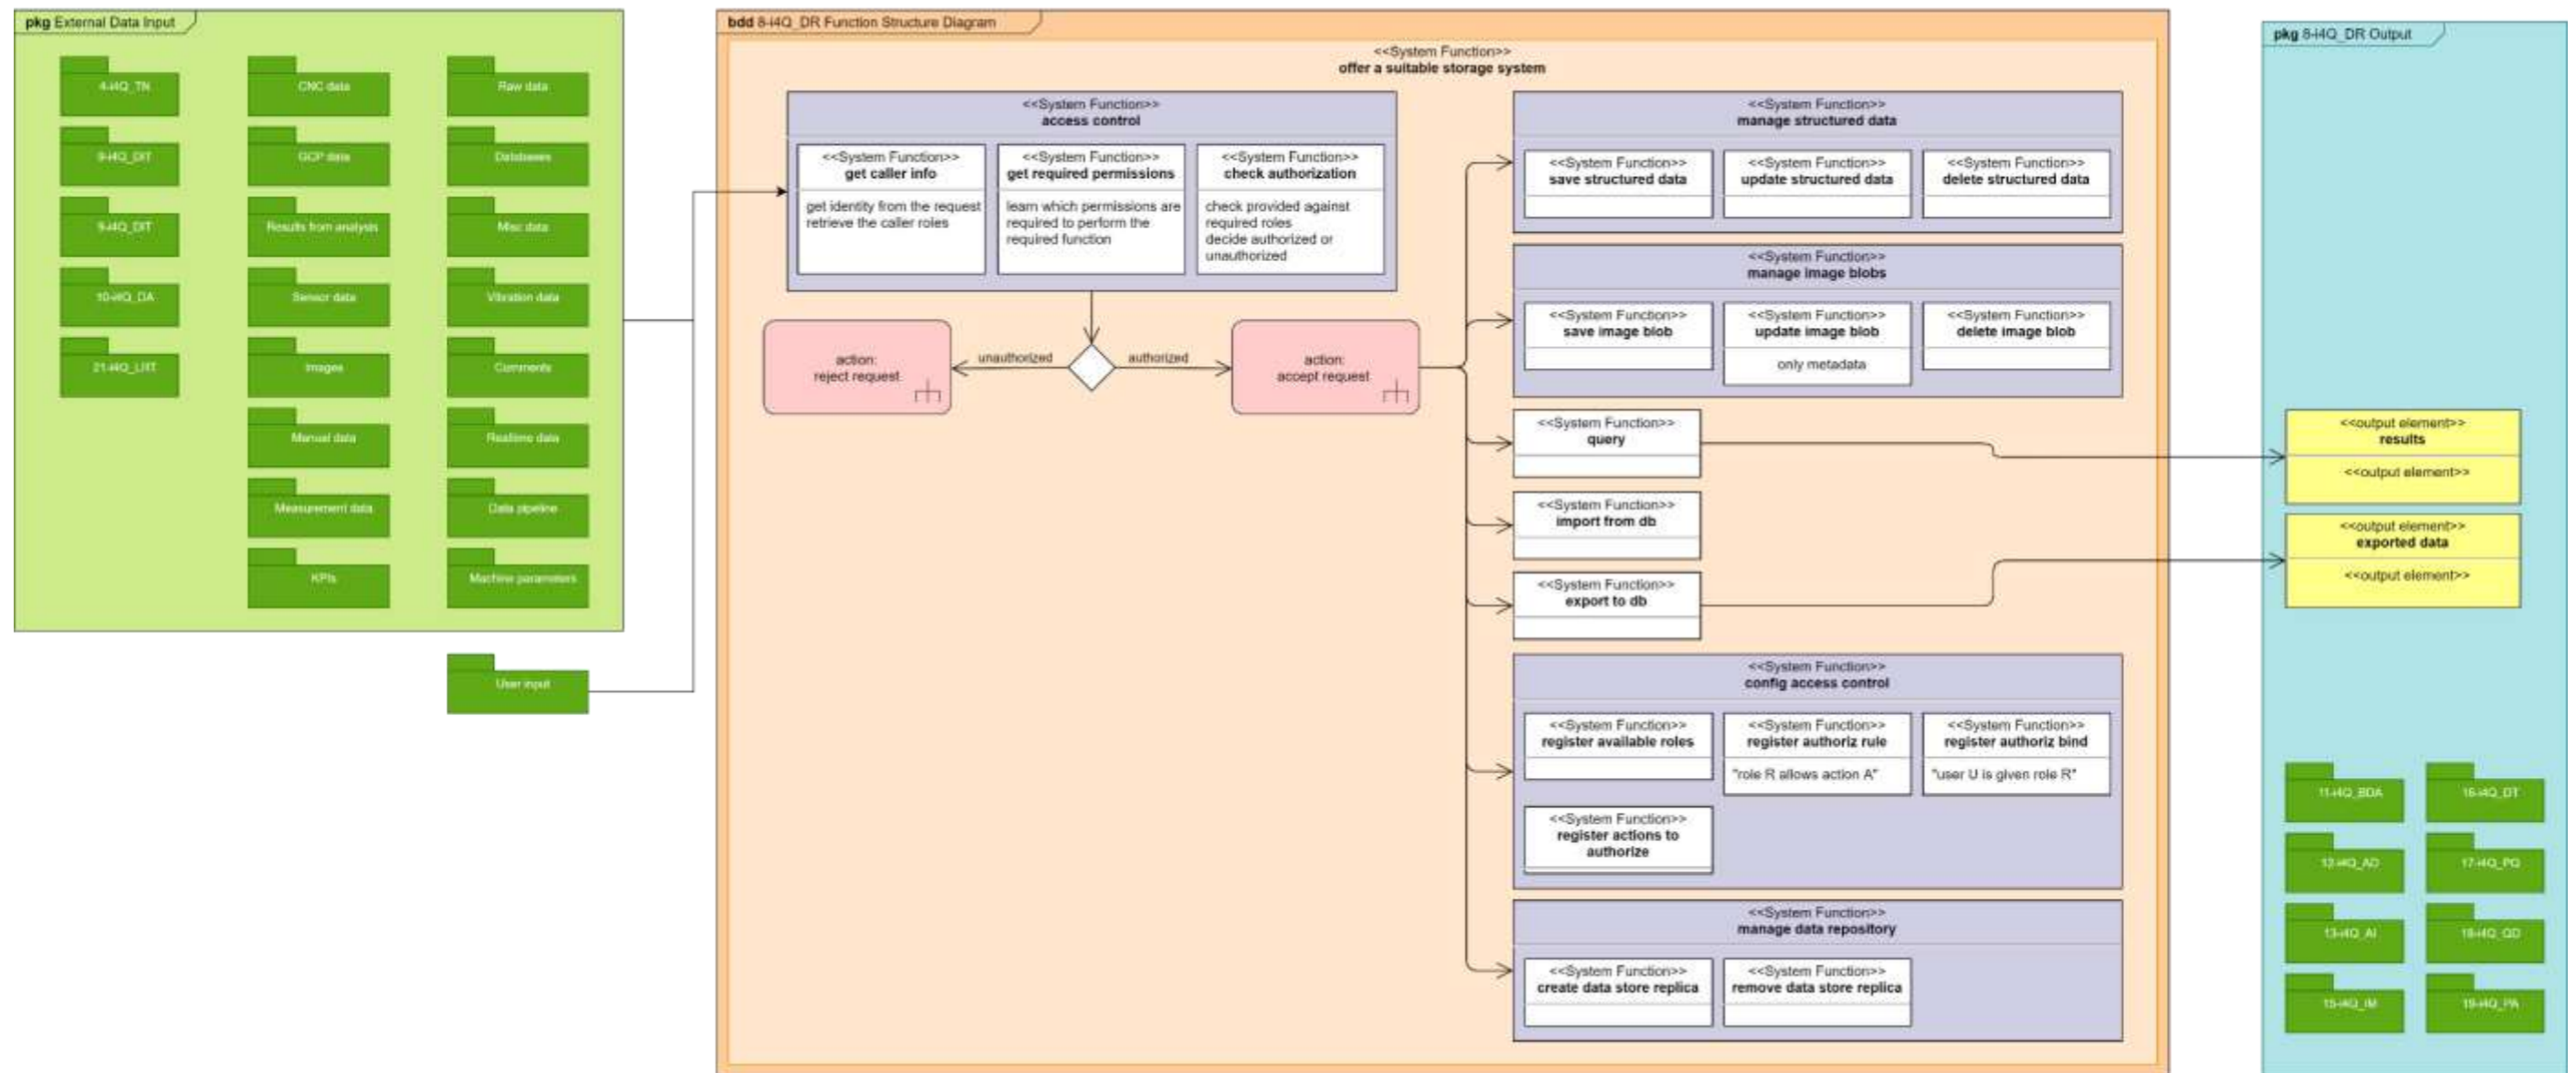 pkg External Data Input
4-i4Q_TN
CNC data
Raw data
9-i4Q_DIT
GCP data
Databases
9-i4Q_DIT
Results from analysis
Misc data
10-i4Q_DA
Sensor data
Vibration data
21-i4Q_LRT
Images
Comments
Manual data
Realtime data
Measurement data
Data pipeline
KPIs
Machine parameters
User input
bdd 8-i4Q_DR Function Structure Diagram
<<System Function>>
offer a suitable storage system
<<System Function>>
access control
<<System Function>>
get caller info
get identity from the request
retrieve the caller roles
<<System Function>>
get required permissions
learn which permissions are
required to perform the
required function
<<System Function>>
check authorization
check provided against
required roles
decide authorized or
unauthorized
action:
reject request
unauthorized
authorized
action:
accept request
<<System Function>>
manage structured data
<<System Function>>
save structured data
<<System Function>>
update structured data
<<System Function>>
delete structured data
<<System Function>>
manage image blobs
<<System Function>>
save image blob
<<System Function>>
update image blob
only metadata
<<System Function>>
delete image blob
<<System Function>>
query
<<System Function>>
import from db
<<System Function>>
export to db
<<System Function>>
config access control
<<System Function>>
register available roles
<<System Function>>
register authoriz rule
"role R allows action A"
<<System Function>>
register authoriz bind
"user U is given role R"
<<System Function>>
register actions to
authorize
<<System Function>>
manage data repository
<<System Function>>
create data store replica
<<System Function>>
remove data store replica
pkg 8-i4Q_DR Output
<<output element>>
results
<<output element>>
<<output element>>
exported data
<<output element>>
11-i4Q_BDA
16-i4Q_DT
12-i4Q_AD
17-i4Q_PQ
13-i4Q_AI
18-i4Q_QD
15-i4Q_IM
19-i4Q_PA